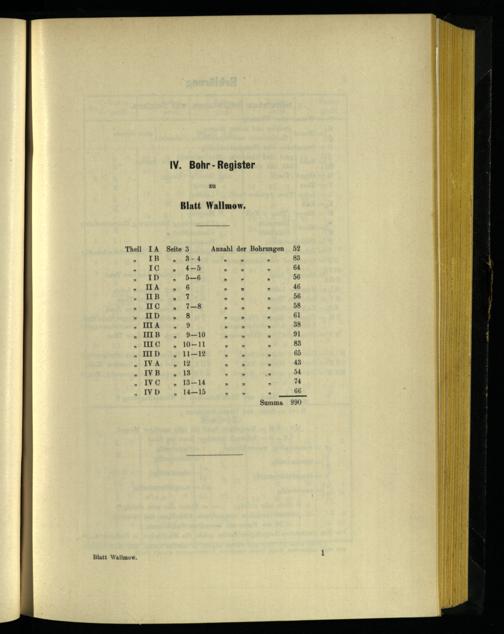 IV. Bohr-Register
zu
Blatt Wallmow.
Theil I A Seite 3 Anzahl der Bohrungen 52
„ I B „ 3-4 „ „ „ 83
„ I C „ 4—5 „ „ „ 64
„ I D „ 5—6 „ „ „ 56
„ II A „ 6 „ „ „ 46
„ II B „ 7 „ „ „ 56
„ II C „ 7—8 „ „ „ 58
„ II D „ 8 „ „ „ 61
„ III A „ 9 „ „ „ 38
„ III B „ 9—10 „ „ „ 91
„ III C „ 10—11 „ „ „ 83
„ III D „ 11—12 „ „ „ 65
„ IV A „ 12 „ „ „ 43
„ IV B „ 13 „ „ „ 54
„ IV C „ 13—14 „ „ „ 74
„ IV D „ 14—15 „ „ „ 66
Summa 990
Blatt Wallmow. 1